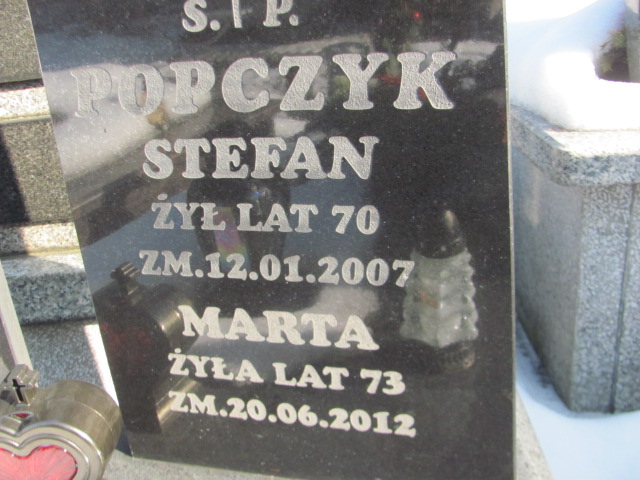 Ś. P.
POPCZYK
STEFAN
ŻYŁ LAT 70
ZM.12.01.2007
MARTA
ŻYŁA LAT 73
ZM.20.06.2012